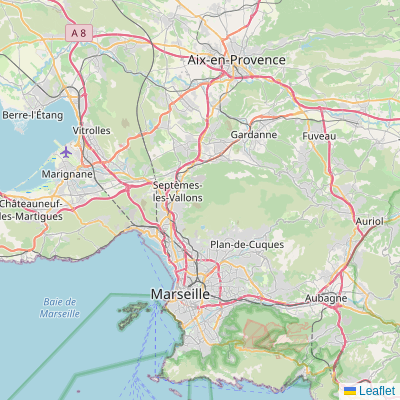 A 8
Aix-en-Provence
Berre-l'Étang
Vitrolles
Gardanne
Fuveau
Marignane
Septèmes-
les-Vallons
Châteauneuf-
les-Martigues
Auriol
Plan-de-Cuques
Marseille
Baie de
Marseille
Aubagne
Leaflet